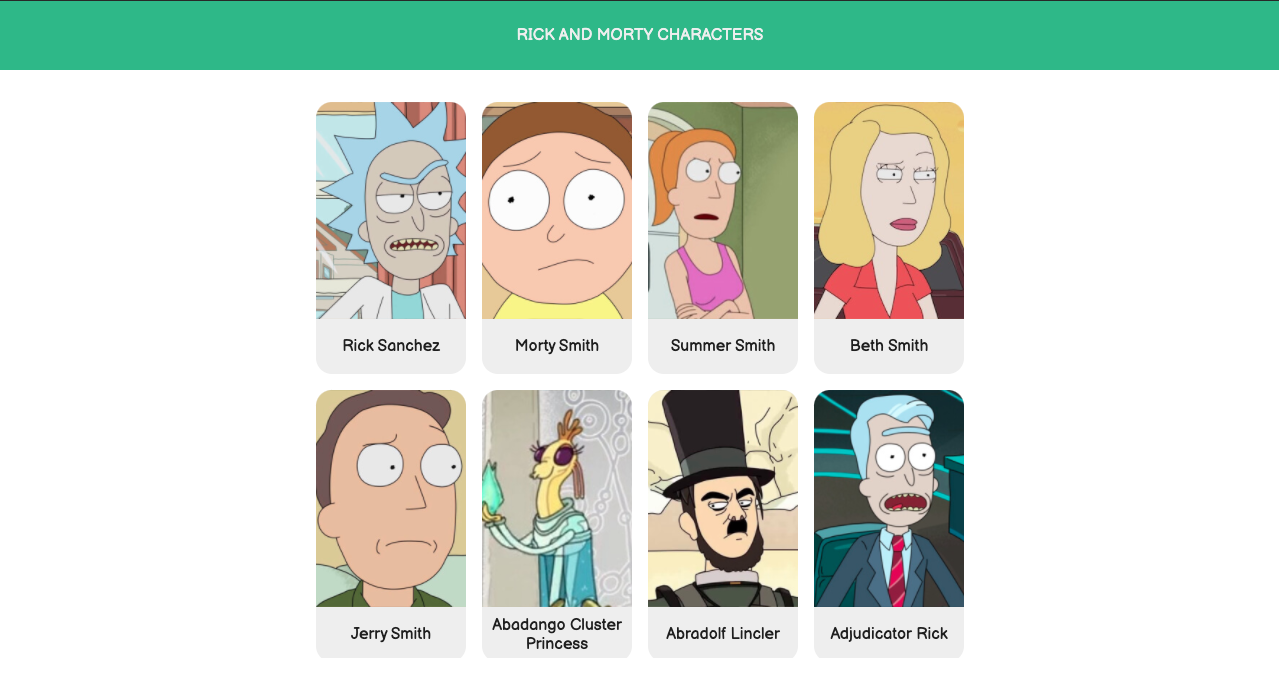 RICK AND MORTY CHARACTERS
Rick Sanchez
Morty Smith
Summer Smith
Beth Smith
Jerry Smith
Abadango Cluster
Princess
Abradolf Lincler
Adjudicator Rick